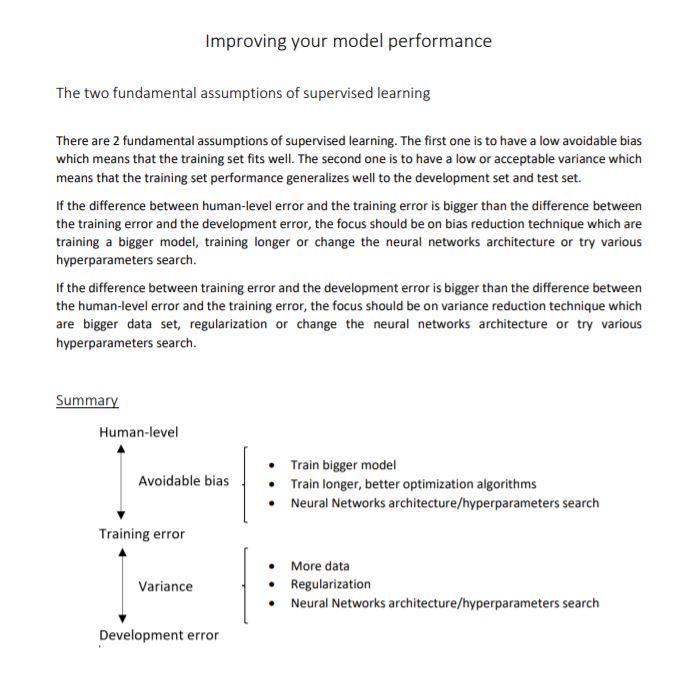 Improving your model performance
The two fundamental assumptions of supervised learning
There are 2 fundamental assumptions of supervised learning. The first one is to have a low avoidable bias
which means that the training set fits well. The second one is to have a low or acceptable variance which
means that the training set performance generalizes well to the development set and test set.
If the difference between human-level error and the training error is bigger than the difference between
the training error and the development error, the focus should be on bias reduction technique which are
training a bigger model, training longer or change the neural networks architecture or try various
hyperparameters search.
If the difference between training error and the development error is bigger than the difference between
the human-level error and the training error, the focus should be on variance reduction technique which
are bigger data set, regularization or change the neural networks architecture or try various
hyperparameters search.
Summary
Human-level
Avoidable bias
• Train bigger model
• Train longer, better optimization algorithms
• Neural Networks architecture/hyperparameters search
Training error
Variance
• More data
• Regularization
• Neural Networks architecture/hyperparameters search
Development error